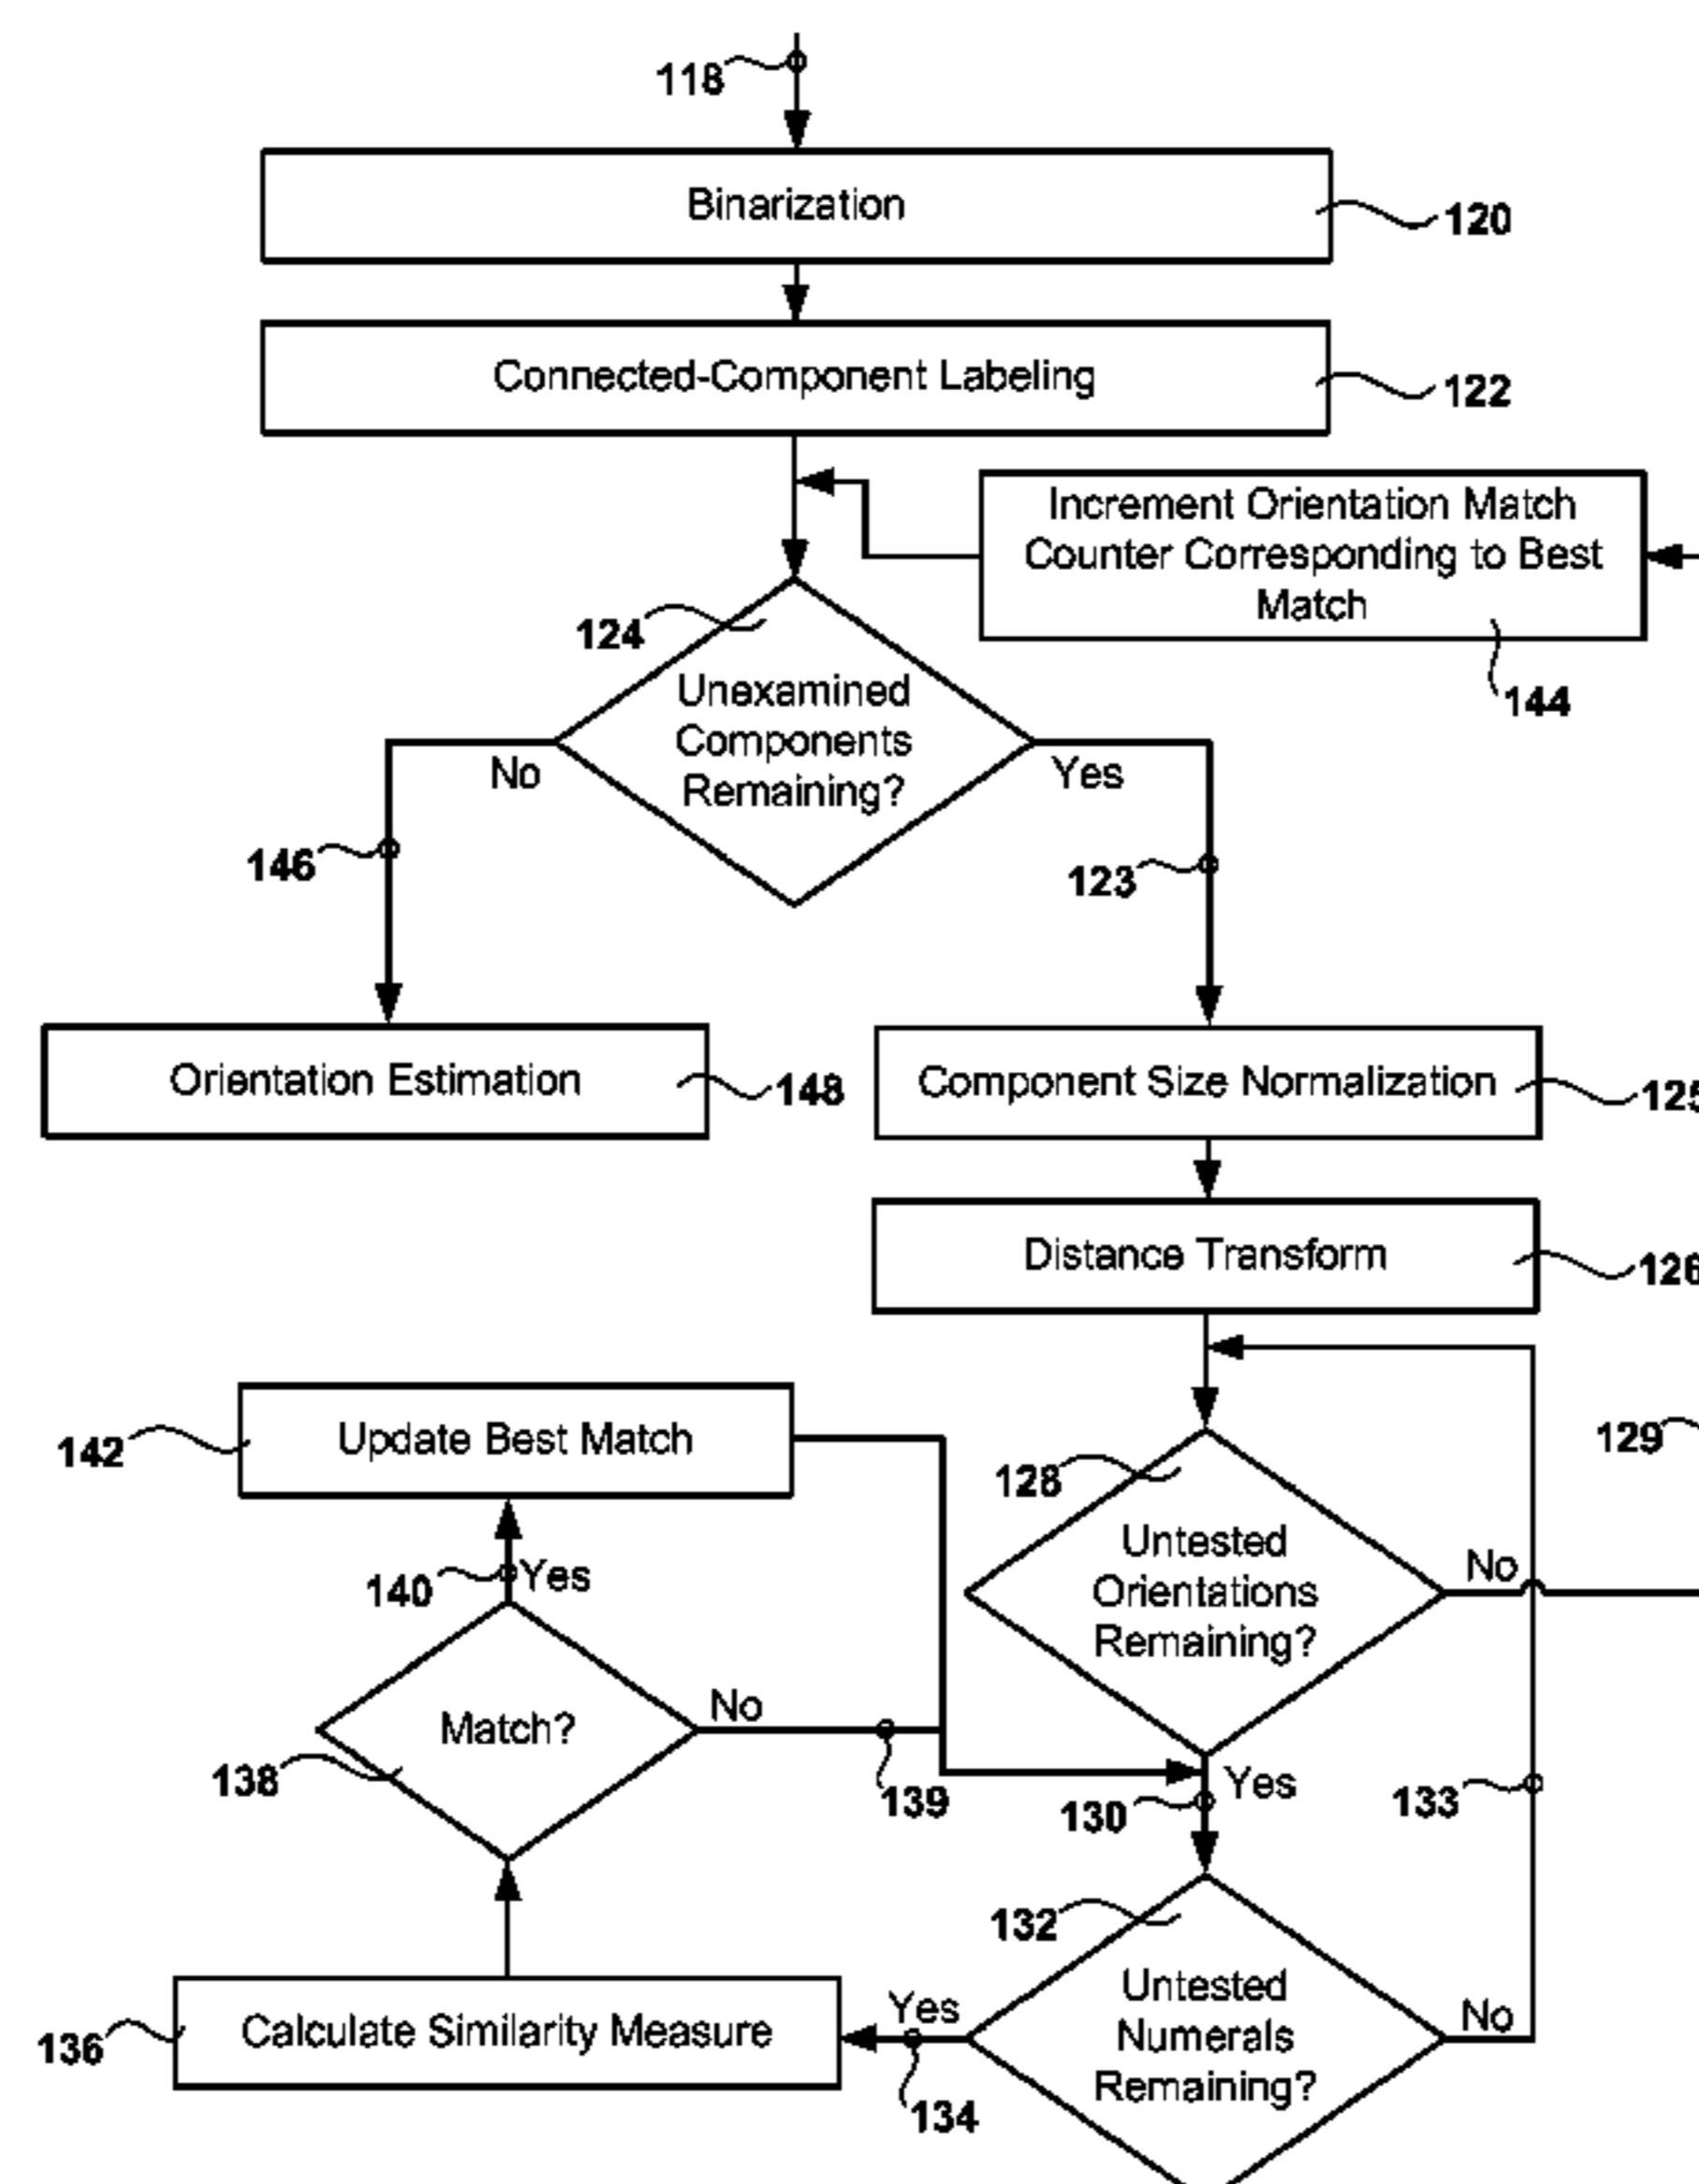 118
Binarization
120
Connected-Component Labeling
122
Increment Orientation Match
Counter Corresponding to Best
Match
144
124
Unexamined
Components
Remaining?
No
Yes
146
123
Orientation Estimation
148
Component Size Normalization
125
Distance Transform
126
Update Best Match
142
129
128
Untested
Orientations
Remaining?
No
140
Yes
Match?
No
138
139
Yes
130
133
132
Untested
Numerals
Remaining?
No
Yes
Calculate Similarity Measure
136
134